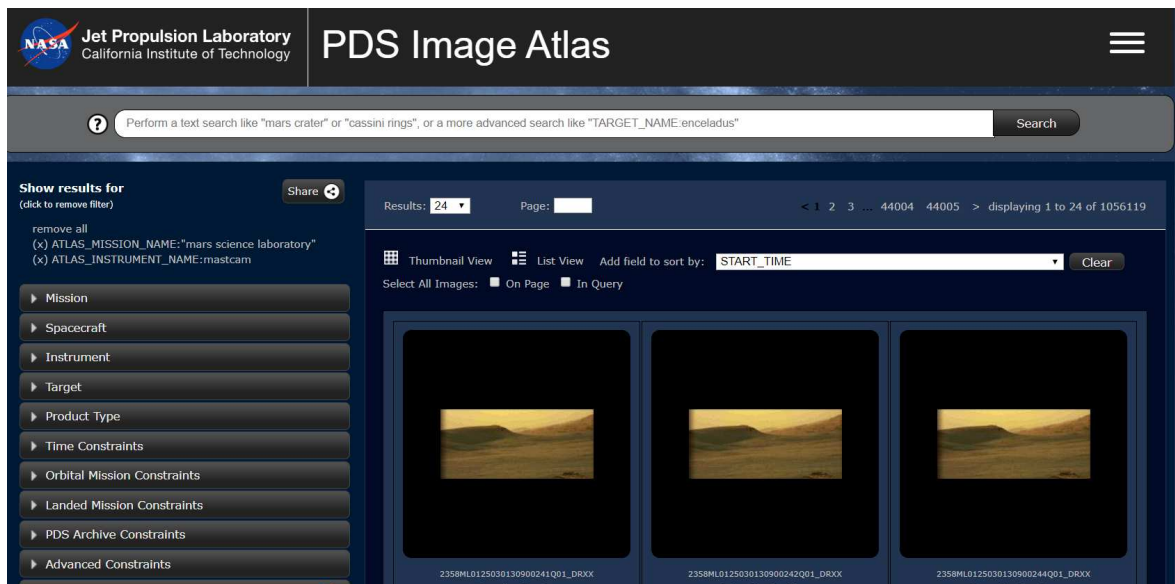 NASA
Jet Propulsion Laboratory
California Institute of Technology
PDS Image Atlas
? Perform a text search like "mars crater" or "cassini rings", or a more advanced search like "TARGET_NAME:enceladus" Search
Show results for
(click to remove filter)
Share
remove all
(x) ATLAS_MISSION_NAME:"mars science laboratory"
(x) ATLAS_INSTRUMENT_NAME:mastcam
Mission
Spacecraft
Instrument
Target
Product Type
Time Constraints
Orbital Mission Constraints
Landed Mission Constraints
PDS Archive Constraints
Advanced Constraints
Results: 24 Page: < 1 2 3 ... 44004 44005 > displaying 1 to 24 of 1056119
Thumbnail View List View Add field to sort by: START_TIME Clear
Select All Images: On Page In Query
2358ML0125030130900241Q01_DRXX 2358ML0125030130900242Q01_DRXX 2358ML0125030130900244Q01_DRXX